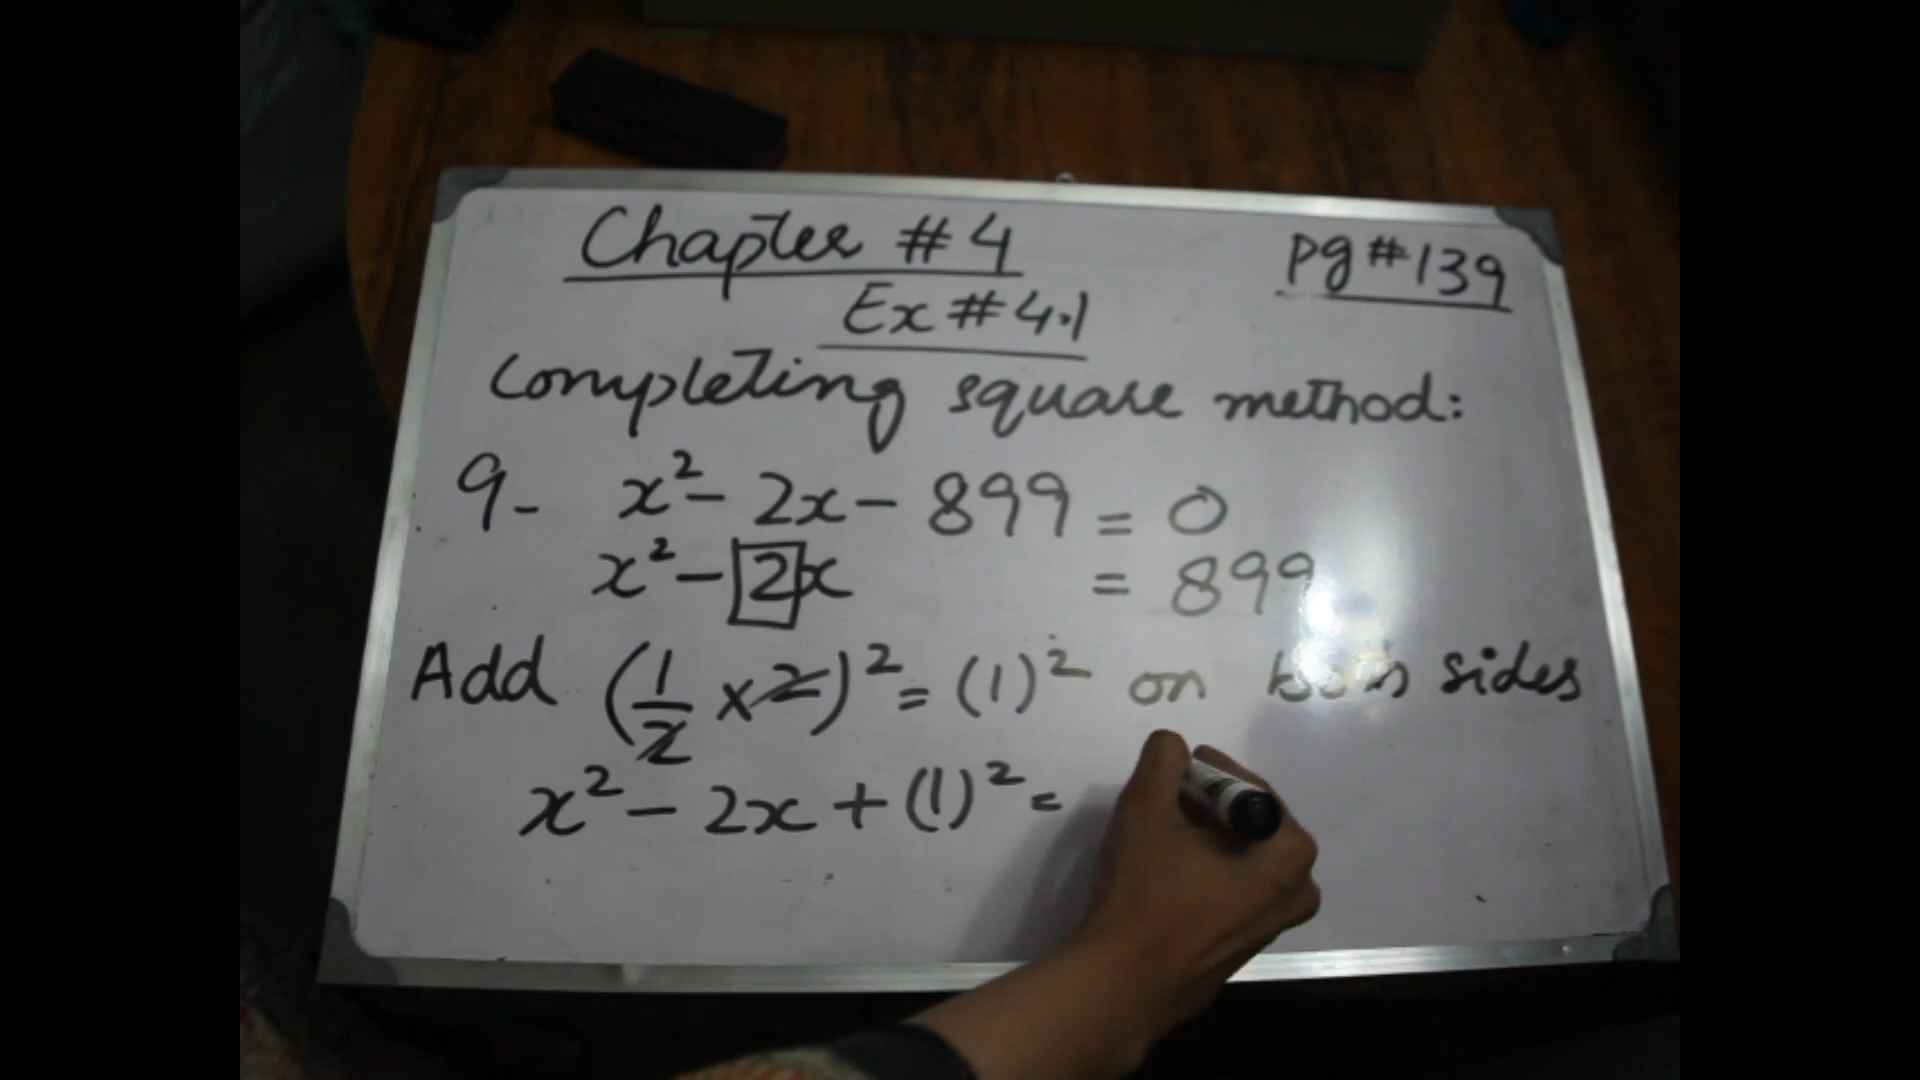 Chapter #4
pg #139
Ex #4.1
Completing square method:
9- x² - 2x - 899 = 0
x² - 2x = 899
Add (1/2 × 2)² = (1)² on both sides
x² - 2x + (1)² =